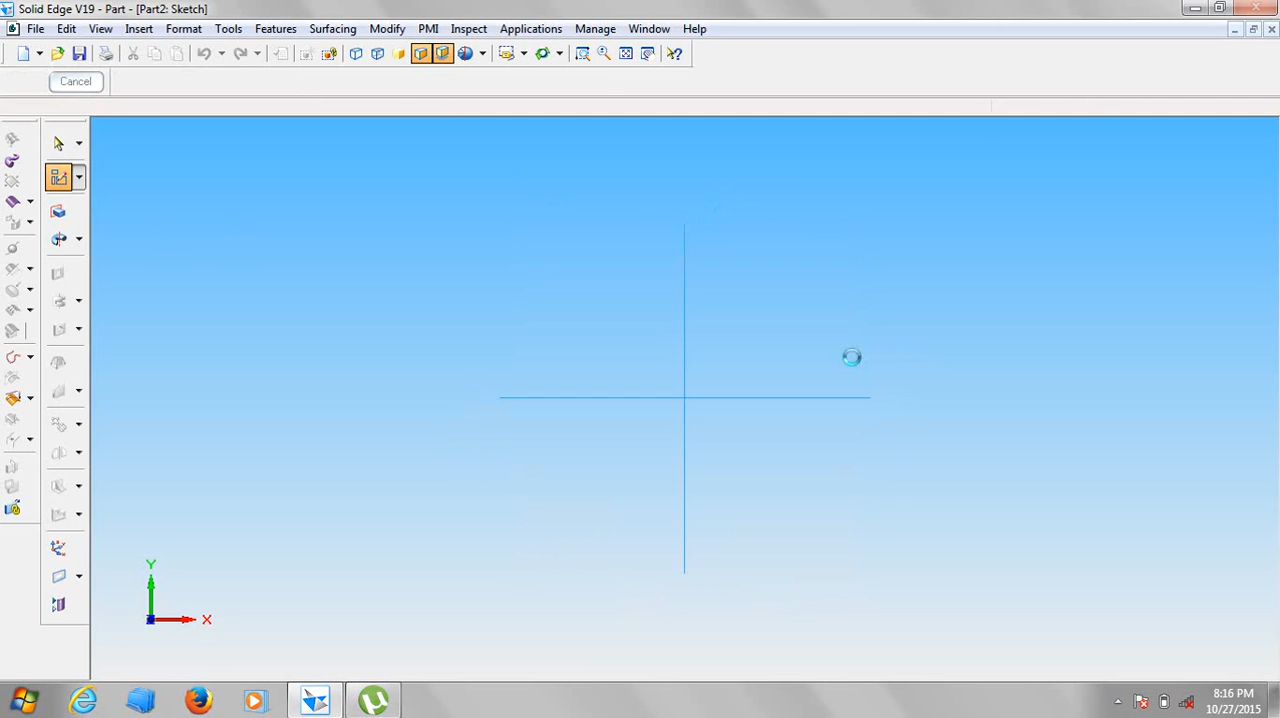 Solid Edge V19 - Part - [Part2: Sketch]
File Edit View Insert Format Tools Features Surfacing Modify PMI Inspect Applications Manage Window Help
Cancel
Y
X
8:16 PM
10/27/2015